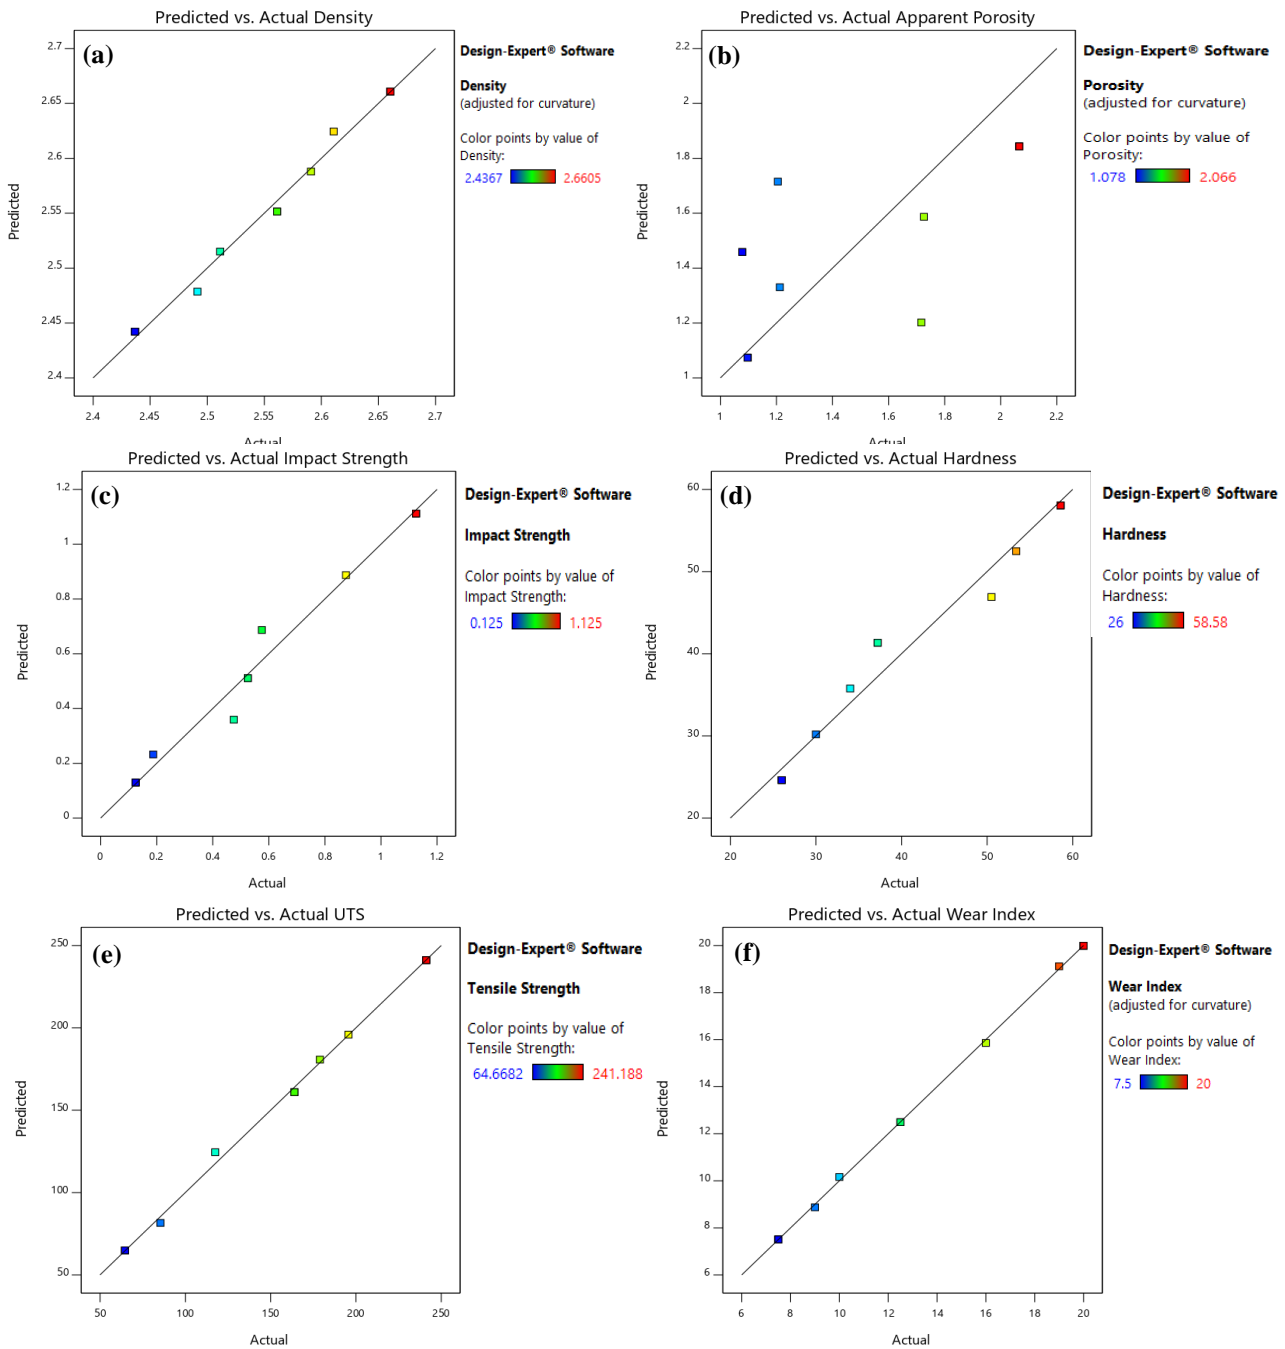 Predicted vs. Actual Density
(a)
2.7
2.65
2.6
2.55
2.5
2.45
2.4
Predicted
2.4 2.45 2.5 2.55 2.6 2.65 2.7
Actual
Design-Expert® Software
Density
(adjusted for curvature)
Color points by value of
Density:
2.4367 2.6605
Predicted vs. Actual Apparent Porosity
(b)
2.2
2
1.8
1.6
1.4
1.2
1
Predicted
1 1.2 1.4 1.6 1.8 2 2.2
Actual
Design-Expert® Software
Porosity
(adjusted for curvature)
Color points by value of
Porosity:
1.078 2.066
Predicted vs. Actual Impact Strength
(c)
1.2
1
0.8
0.6
0.4
0.2
0
Predicted
0 0.2 0.4 0.6 0.8 1 1.2
Actual
Design-Expert® Software
Impact Strength
Color points by value of
Impact Strength:
0.125 1.125
Predicted vs. Actual Hardness
(d)
60
50
40
30
20
Predicted
20 30 40 50 60
Actual
Design-Expert® Software
Hardness
Color points by value of
Hardness:
26 58.58
Predicted vs. Actual UTS
(e)
250
200
150
100
50
Predicted
50 100 150 200 250
Actual
Design-Expert® Software
Tensile Strength
Color points by value of
Tensile Strength:
64.6682 241.188
Predicted vs. Actual Wear Index
(f)
20
18
16
14
12
10
8
6
Predicted
6 8 10 12 14 16 18 20
Actual
Design-Expert® Software
Wear Index
(adjusted for curvature)
Color points by value of
Wear Index:
7.5 20